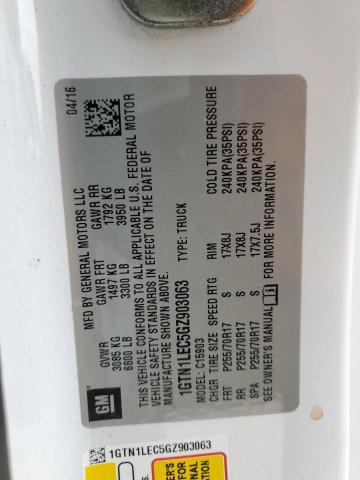 04/16
MFD BY GENERAL MOTORS LLC
GVWR GAWR FRT GAWR RR
3085 KG 1497 KG 1792 KG
6800 LB 3300 LB 3950 LB
THIS VEHICLE CONFORMS TO ALL APPLICABLE U.S. FEDERAL MOTOR
VEHICLE SAFETY STANDARDS IN EFFECT ON THE DATE OF
MANUFACTURE SHOWN ABOVE.
1GTN1LEC5GZ903063 TYPE: TRUCK
MODEL: C15903
CHGR TIRE SIZE SPEED RTG RIM COLD TIRE PRESSURE
FRT P255/70R17 S 17X8J 240KPA(35PSI)
RR P255/70R17 S 17X8J 240KPA(35PSI)
SPA P255/70R17 S 17X7.5J 240KPA(35PSI)
SEE OWNER'S MANUAL FOR MORE INFORMATION.
GM
1GTN1LEC5GZ903063